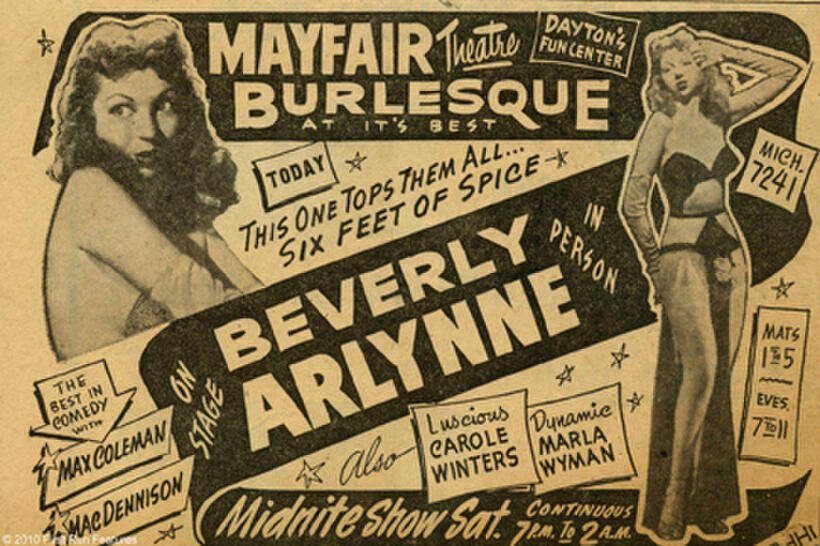 MAYFAIR Theatre
DAYTON'S
FUN CENTER
BURLESQUE
AT IT'S BEST
TODAY
THIS ONE TOPS THEM ALL...
SIX FEET OF SPICE
MICH.
7241
IN
PERSON
BEVERLY
ARLYNNE
ON
STAGE
MATS
1 TO 5
EVES.
7 TO 11
THE
BEST IN
COMEDY
WITH
MAX COLEMAN
MAC DENNISON
Also
Luscious
CAROLE
WINTERS
Dynamic
MARLA
WYMAN
Midnite Show Sat.
CONTINUOUS
7 P.M. TO 2 A.M.
© 2010 First Run Features